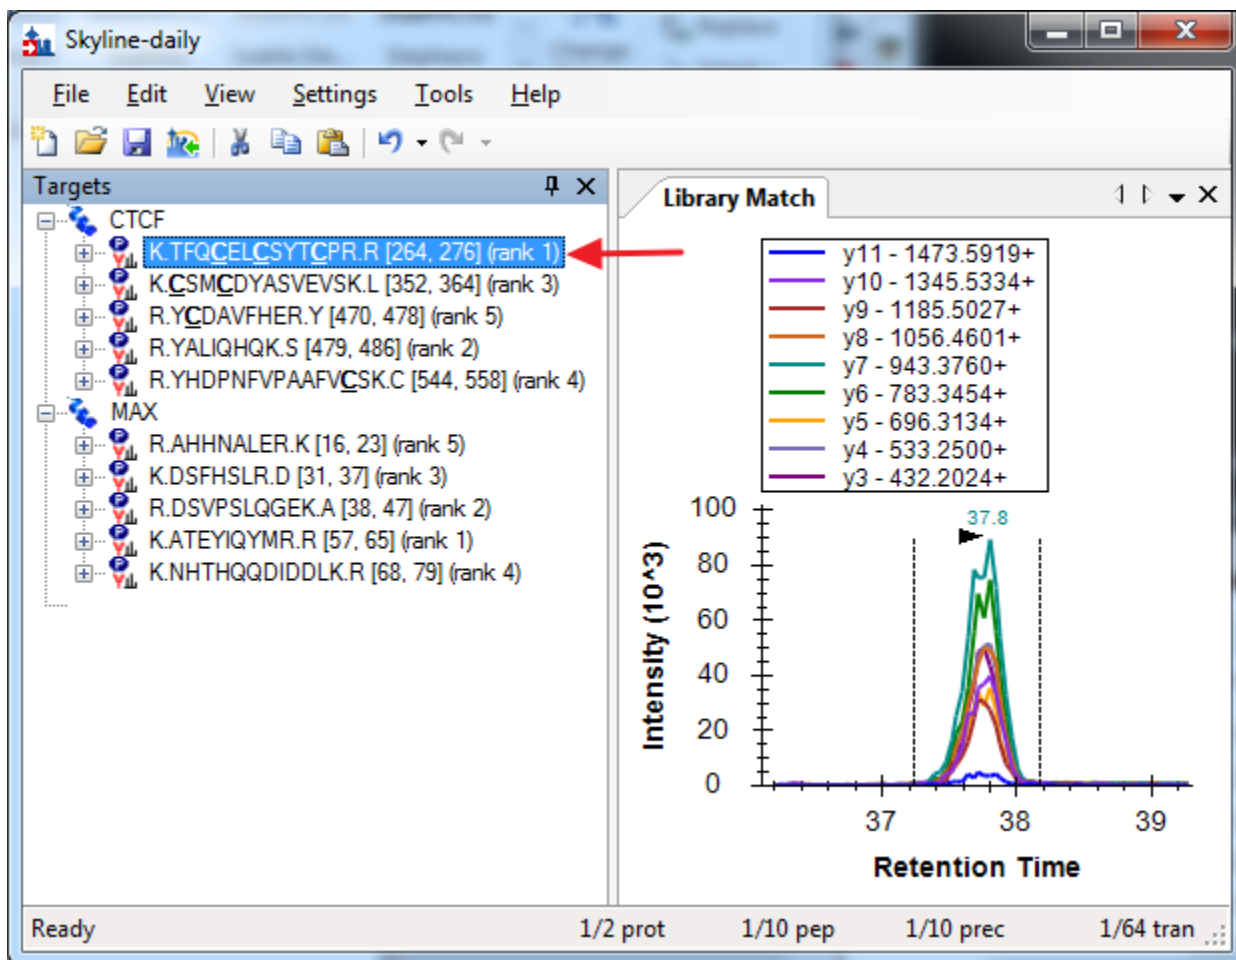 Skyline-daily
File Edit View Settings Tools Help
Targets
CTCF
K.TFQCELCSYTCPR.R [264, 276] (rank 1)
K.CSMCDYASVEVSK.L [352, 364] (rank 3)
R.YCDAVFHER.Y [470, 478] (rank 5)
R.YALIQHQK.S [479, 486] (rank 2)
R.YHDPNFVPAAFVCSK.C [544, 558] (rank 4)
MAX
R.AHHNALER.K [16, 23] (rank 5)
K.DSFHSLR.D [31, 37] (rank 3)
R.DSVPSLQGEK.A [38, 47] (rank 2)
K.ATEYIQYMR.R [57, 65] (rank 1)
K.NHTHQQDIDDLK.R [68, 79] (rank 4)
Library Match
y11 - 1473.5919+
y10 - 1345.5334+
y9 - 1185.5027+
y8 - 1056.4601+
y7 - 943.3760+
y6 - 783.3454+
y5 - 696.3134+
y4 - 533.2500+
y3 - 432.2024+
37.8
100
80
60
40
20
0
Intensity (10^3)
37 38 39
Retention Time
Ready 1/2 prot 1/10 pep 1/10 prec 1/64 tran